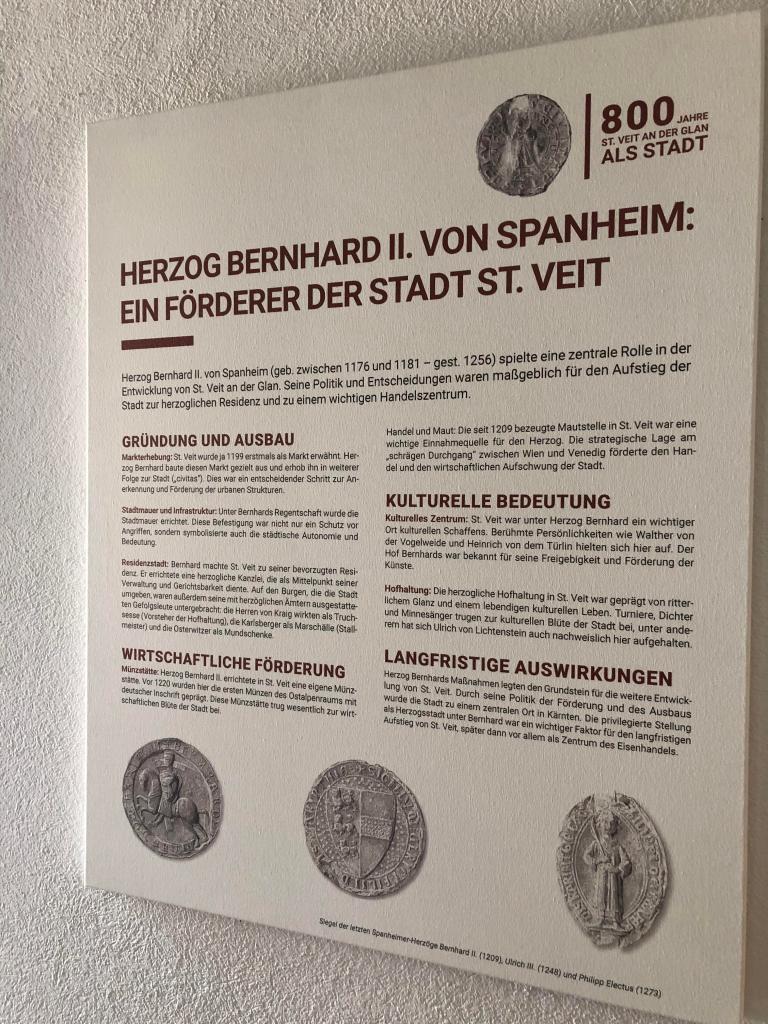 800 JAHRE
ST. VEIT AN DER GLAN
ALS STADT
HERZOG BERNHARD II. VON SPANHEIM:
EIN FÖRDERER DER STADT ST. VEIT
Herzog Bernhard II. von Spanheim (geb. zwischen 1176 und 1181 – gest. 1256) spielte eine zentrale Rolle in der
Entwicklung von St. Veit an der Glan. Seine Politik und Entscheidungen waren maßgeblich für den Aufstieg der
Stadt zur herzoglichen Residenz und zu einem wichtigen Handelszentrum.
GRÜNDUNG UND AUSBAU
Markterhebung: St. Veit wurde ja 1199 erstmals als Markt erwähnt. Her-
zog Bernhard baute diesen Markt gezielt aus und erhob ihn in weiterer
Folge zur Stadt („civitas“). Dies war ein entscheidender Schritt zur An-
erkennung und Förderung der urbanen Strukturen.
Stadtmauer und Infrastruktur: Unter Bernhards Regentschaft wurde die
Stadtmauer errichtet. Diese Befestigung war nicht nur ein Schutz vor
Angriffen, sondern symbolisierte auch die städtische Autonomie und
Bedeutung.
Residenzstadt: Bernhard machte St. Veit zu seiner bevorzugten Resi-
denz. Er errichtete eine herzogliche Kanzlei, die als Mittelpunkt seiner
Verwaltung und Gerichtsbarkeit diente. Auf den Burgen, die die Stadt
umgeben, waren außerdem seine mit herzöglichen Ämtern ausgestatte-
ten Gefolgsleute untergebracht: die Herren von Kraig wirkten als Truch-
sesse (Vorsteher der Hofhaltung), die Karlsberger als Marschälle (Stall-
meister) und die Osterwitzer als Mundschenke.
WIRTSCHAFTLICHE FÖRDERUNG
Münzstätte: Herzog Bernhard II. errichtete in St. Veit eine eigene Münz-
stätte. Vor 1220 wurden hier die ersten Münzen des Ostalpenraums mit
deutscher Inschrift geprägt. Diese Münzstätte trug wesentlich zur wirt-
schaftlichen Blüte der Stadt bei.
Handel und Maut: Die seit 1209 bezeugte Mautstelle in St. Veit war eine
wichtige Einnahmequelle für den Herzog. Die strategische Lage am
„schrägen Durchgang“ zwischen Wien und Venedig förderte den Han-
del und den wirtschaftlichen Aufschwung der Stadt.
KULTURELLE BEDEUTUNG
Kulturelles Zentrum: St. Veit war unter Herzog Bernhard ein wichtiger
Ort kulturellen Schaffens. Berühmte Persönlichkeiten wie Walther von
der Vogelweide und Heinrich von dem Türlin hielten sich hier auf. Der
Hof Bernhards war bekannt für seine Freigebigkeit und Förderung der
Künste.
Hofhaltung: Die herzogliche Hofhaltung in St. Veit war geprägt von ritter-
lichem Glanz und einem lebendigen kulturellen Leben. Turniere, Dichter
und Minnesänger trugen zur kulturellen Blüte der Stadt bei, unter ande-
rem hat sich Ulrich von Lichtenstein auch nachweislich hier aufgehalten.
LANGFRISTIGE AUSWIRKUNGEN
Herzog Bernhards Maßnahmen legten den Grundstein für die weitere Entwick-
lung von St. Veit. Durch seine Politik der Förderung und des Ausbaus
wurde die Stadt zu einem zentralen Ort in Kärnten. Die privilegierte Stellung
als Herzogsstadt unter Bernhard war ein wichtiger Faktor für den langfristigen
Aufstieg von St. Veit, später dann vor allem als Zentrum des Eisenhandels.
Siegel der letzten Spanheimer-Herzöge Bernhard II. (1209), Ulrich III. (1248) und Philipp Electus (1273)